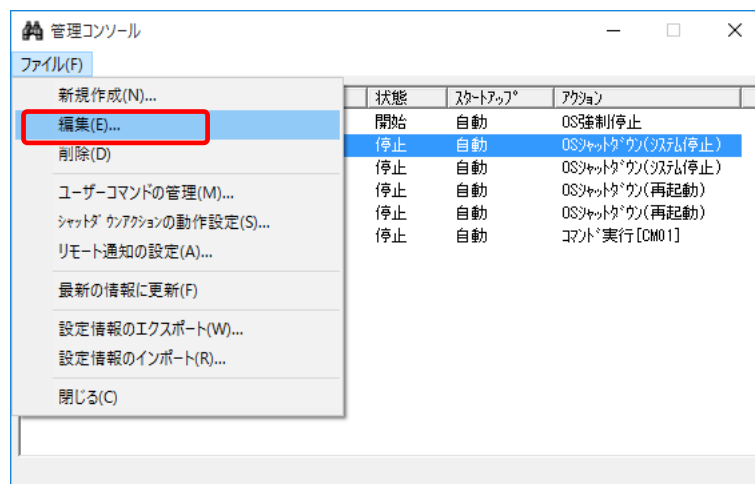 管理コンソール
ファイル(F)
新規作成(N)...
編集(E)...
削除(D)
ユーザーコマンドの管理(M)...
ｼｬｯﾄﾀﾞｳﾝｱｸｼｮﾝの動作設定(S)...
リモート通知の設定(A)...
最新の情報に更新(F)
設定情報のエクスポート(W)...
設定情報のインポート(R)...
閉じる(C)
状態 ｽﾀｰﾄｱｯﾌﾟ ｱｸｼｮﾝ
開始 自動 OS強制停止
停止 自動 OSｼｬｯﾄﾀﾞｳﾝ(ｼｽﾃﾑ停止)
停止 自動 OSｼｬｯﾄﾀﾞｳﾝ(ｼｽﾃﾑ停止)
停止 自動 OSｼｬｯﾄﾀﾞｳﾝ(再起動)
停止 自動 OSｼｬｯﾄﾀﾞｳﾝ(再起動)
停止 自動 ｺﾏﾝﾄﾞ実行[CM01]